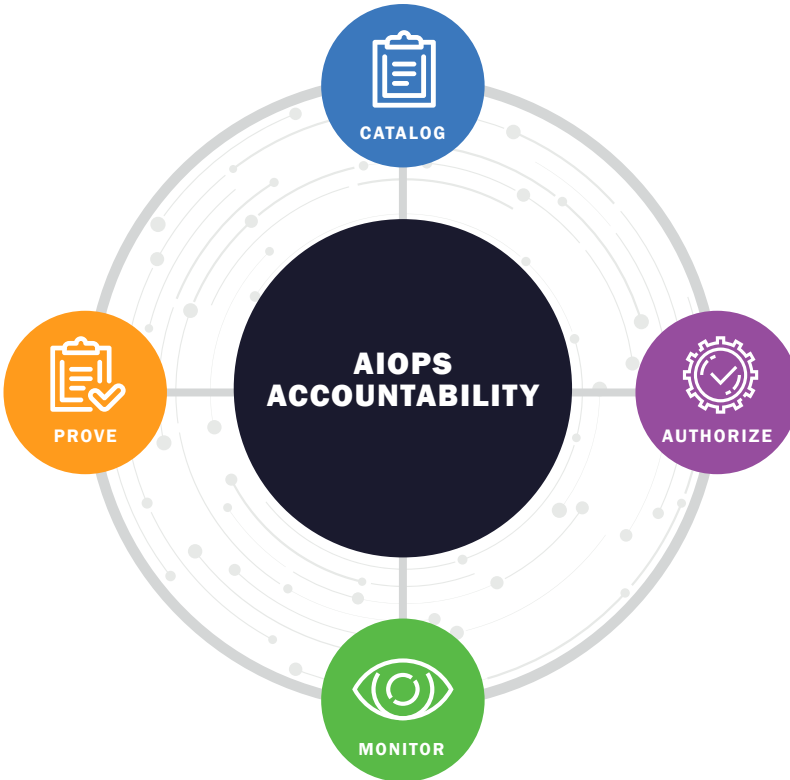 CATALOG
AIOPS
ACCOUNTABILITY
PROVE
AUTHORIZE
MONITOR